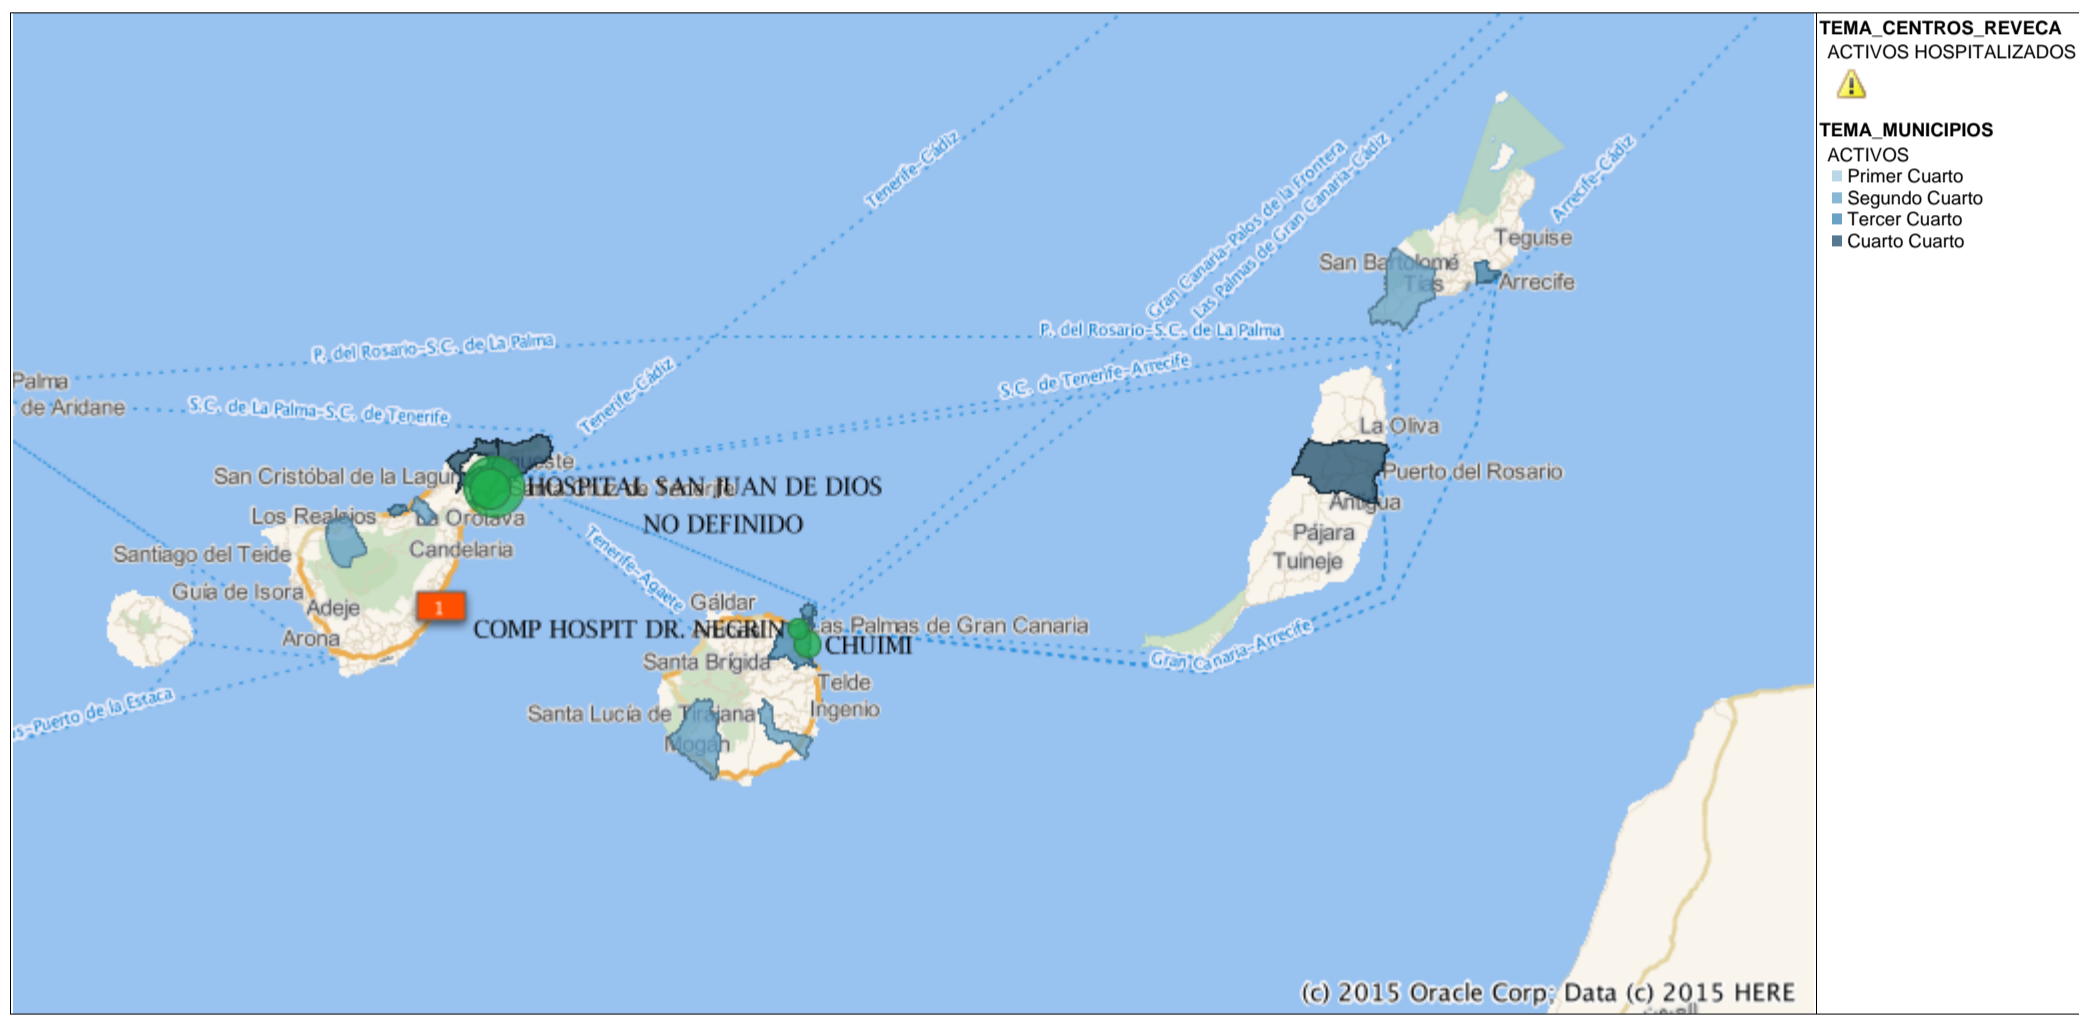 TEMA_CENTROS_REVECA
ACTIVOS HOSPITALIZADOS
TEMA_MUNICIPIOS
ACTIVOS
Primer Cuarto
Segundo Cuarto
Tercer Cuarto
Cuarto Cuarto
Tenerife-Cádiz
Gran Canaria-Palos de la Frontera
Las Palmas de Gran Canaria-Cádiz
Arrecife-Cádiz
Teguise
San Bartolomé
Tías
Arrecife
P. del Rosario-S.C. de La Palma
P. del Rosario-S.C. de La Palma
S.C. de Tenerife-Arrecife
Tenerife-Cádiz
Palma
de Aridane
S.C. de La Palma-S.C. de Tenerife
La Oliva
Puerto del Rosario
Antigua
Pájara
Tuineje
San Cristóbal de la Lagun
HOSPITAL SAN JUAN DE DIOS
NO DEFINIDO
Los Realejos
La Orotava
Candelaria
Santiago del Teide
Guía de Isora
Adeje
Arona
1
Tenerife-Agaete
Gáldar
COMP HOSPIT DR. NEGRIN
Las Palmas de Gran Canaria
CHUIMI
Santa Brígida
Telde
Ingenio
Santa Lucía de Tirajana
Mogán
Gran Canaria-Arrecife
s-Puerto de la Estaca
(c) 2015 Oracle Corp; Data (c) 2015 HERE